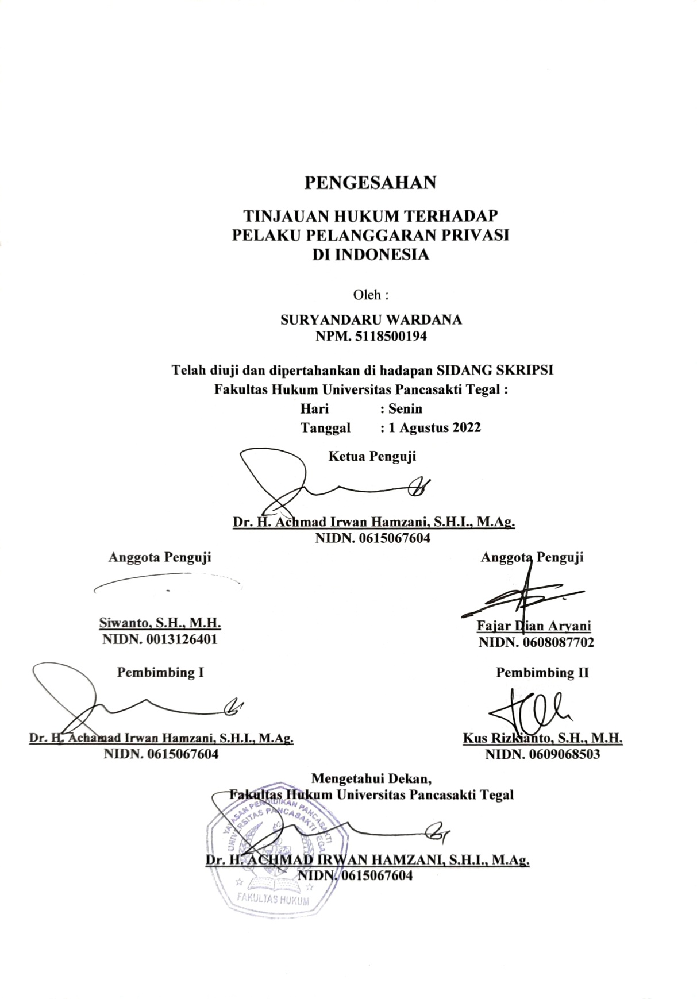 PENGESAHAN
TINJAUAN HUKUM TERHADAP
PELAKU PELANGGARAN PRIVASI
DI INDONESIA
Oleh :
SURYANDARU WARDANA
NPM. 5118500194
Telah diuji dan dipertahankan di hadapan SIDANG SKRIPSI
Fakultas Hukum Universitas Pancasakti Tegal :
Hari : Senin
Tanggal : 1 Agustus 2022
Ketua Penguji
Dr. H. Achmad Irwan Hamzani, S.H.I., M.Ag.
NIDN. 0615067604
Anggota Penguji
Siwanto, S.H., M.H.
NIDN. 0013126401
Anggota Penguji
Fajar Dian Aryani
NIDN. 0608087702
Pembimbing I
Dr. H. Achamad Irwan Hamzani, S.H.I., M.Ag.
NIDN. 0615067604
Pembimbing II
Kus Rizkianto, S.H., M.H.
NIDN. 0609068503
Mengetahui Dekan,
Fakultas Hukum Universitas Pancasakti Tegal
YAYASAN PENDIDIKAN PANCASAKTI
UNIVERSITAS PANCASAKTI TEGAL
Dr. H. ACHMAD IRWAN HAMZANI, S.H.I., M.Ag.
NIDN. 0615067604
FAKULTAS HUKUM